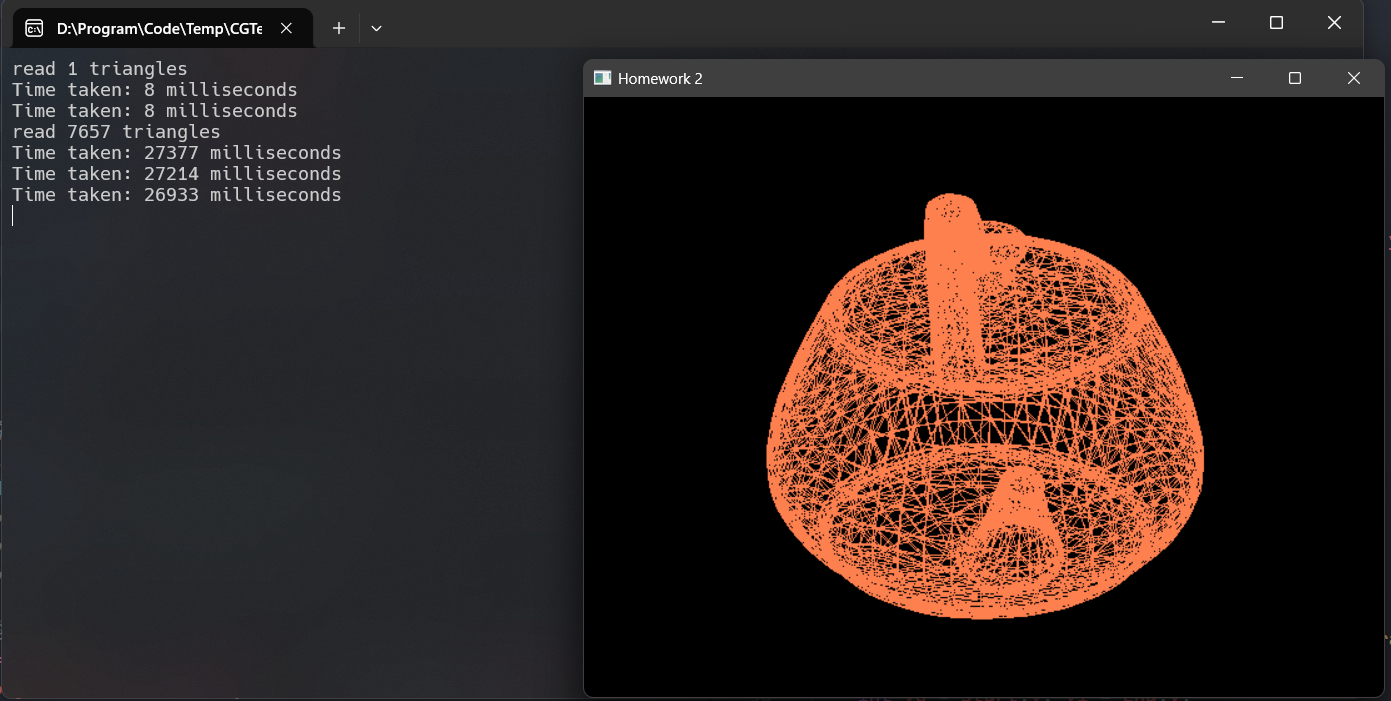 D:\Program\Code\Temp\CGTe
read 1 triangles
Time taken: 8 milliseconds
Time taken: 8 milliseconds
read 7657 triangles
Time taken: 27377 milliseconds
Time taken: 27214 milliseconds
Time taken: 26933 milliseconds
Homework 2